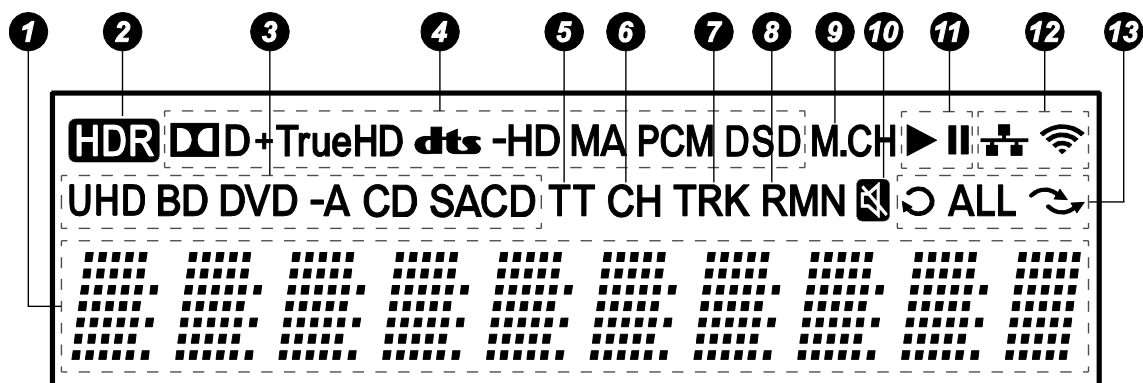 1 2 3 4 5 6 7 8 9 10 11 12 13
HDR D+TrueHD dts -HD MA PCM DSD M.CH
UHD BD DVD -A CD SACD TT CH TRK RMN ALL